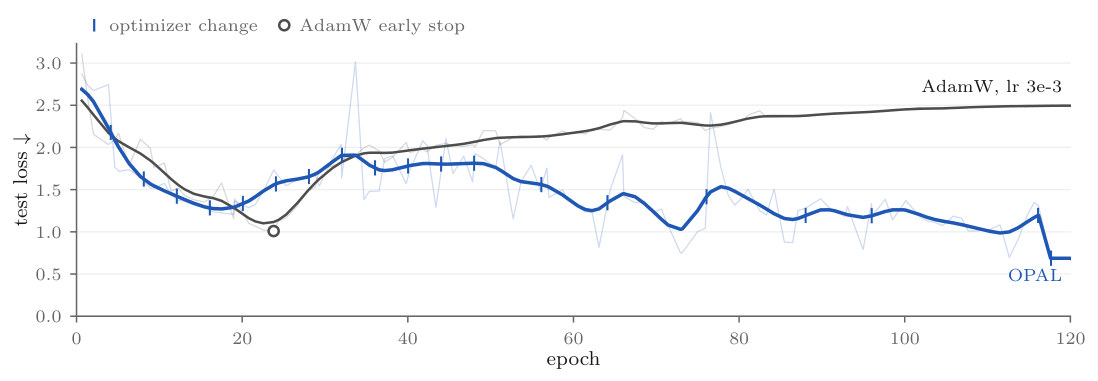 optimizer change AdamW early stop
3.0
2.5
2.0
1.5
1.0
0.5
0.0
test loss ↓
AdamW, lr 3e-3
OPAL
0 20 40 60 80 100 120
epoch